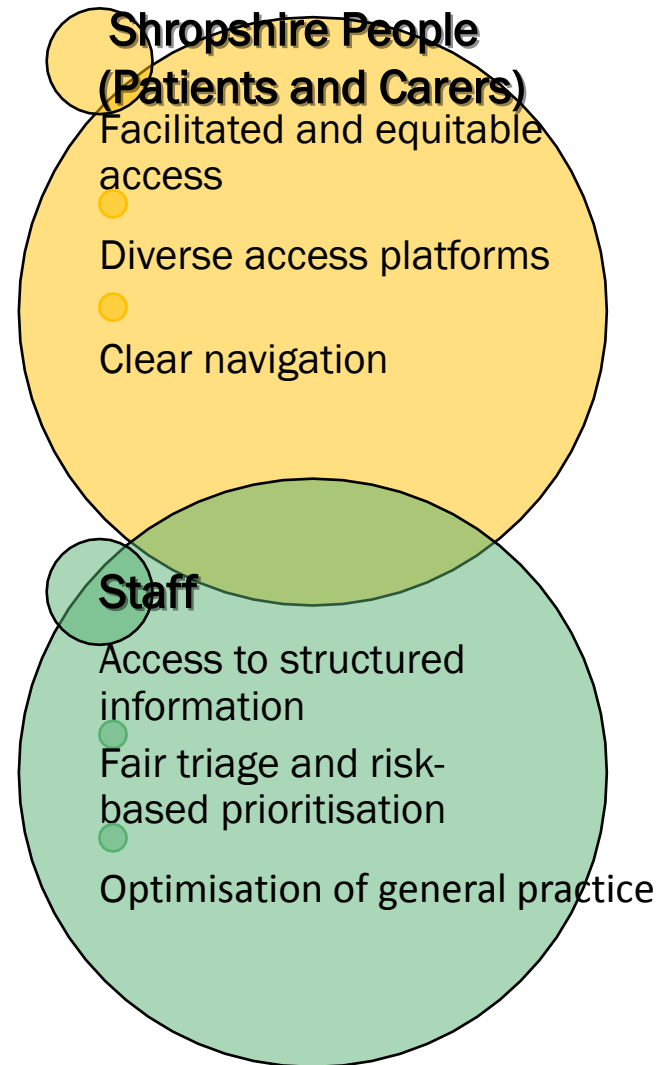 Shropshire People
(Patients and Carers)
Facilitated and equitable
access
Diverse access platforms
Clear navigation
Staff
Access to structured
information
Fair triage and risk-
based prioritisation
Optimisation of general practice